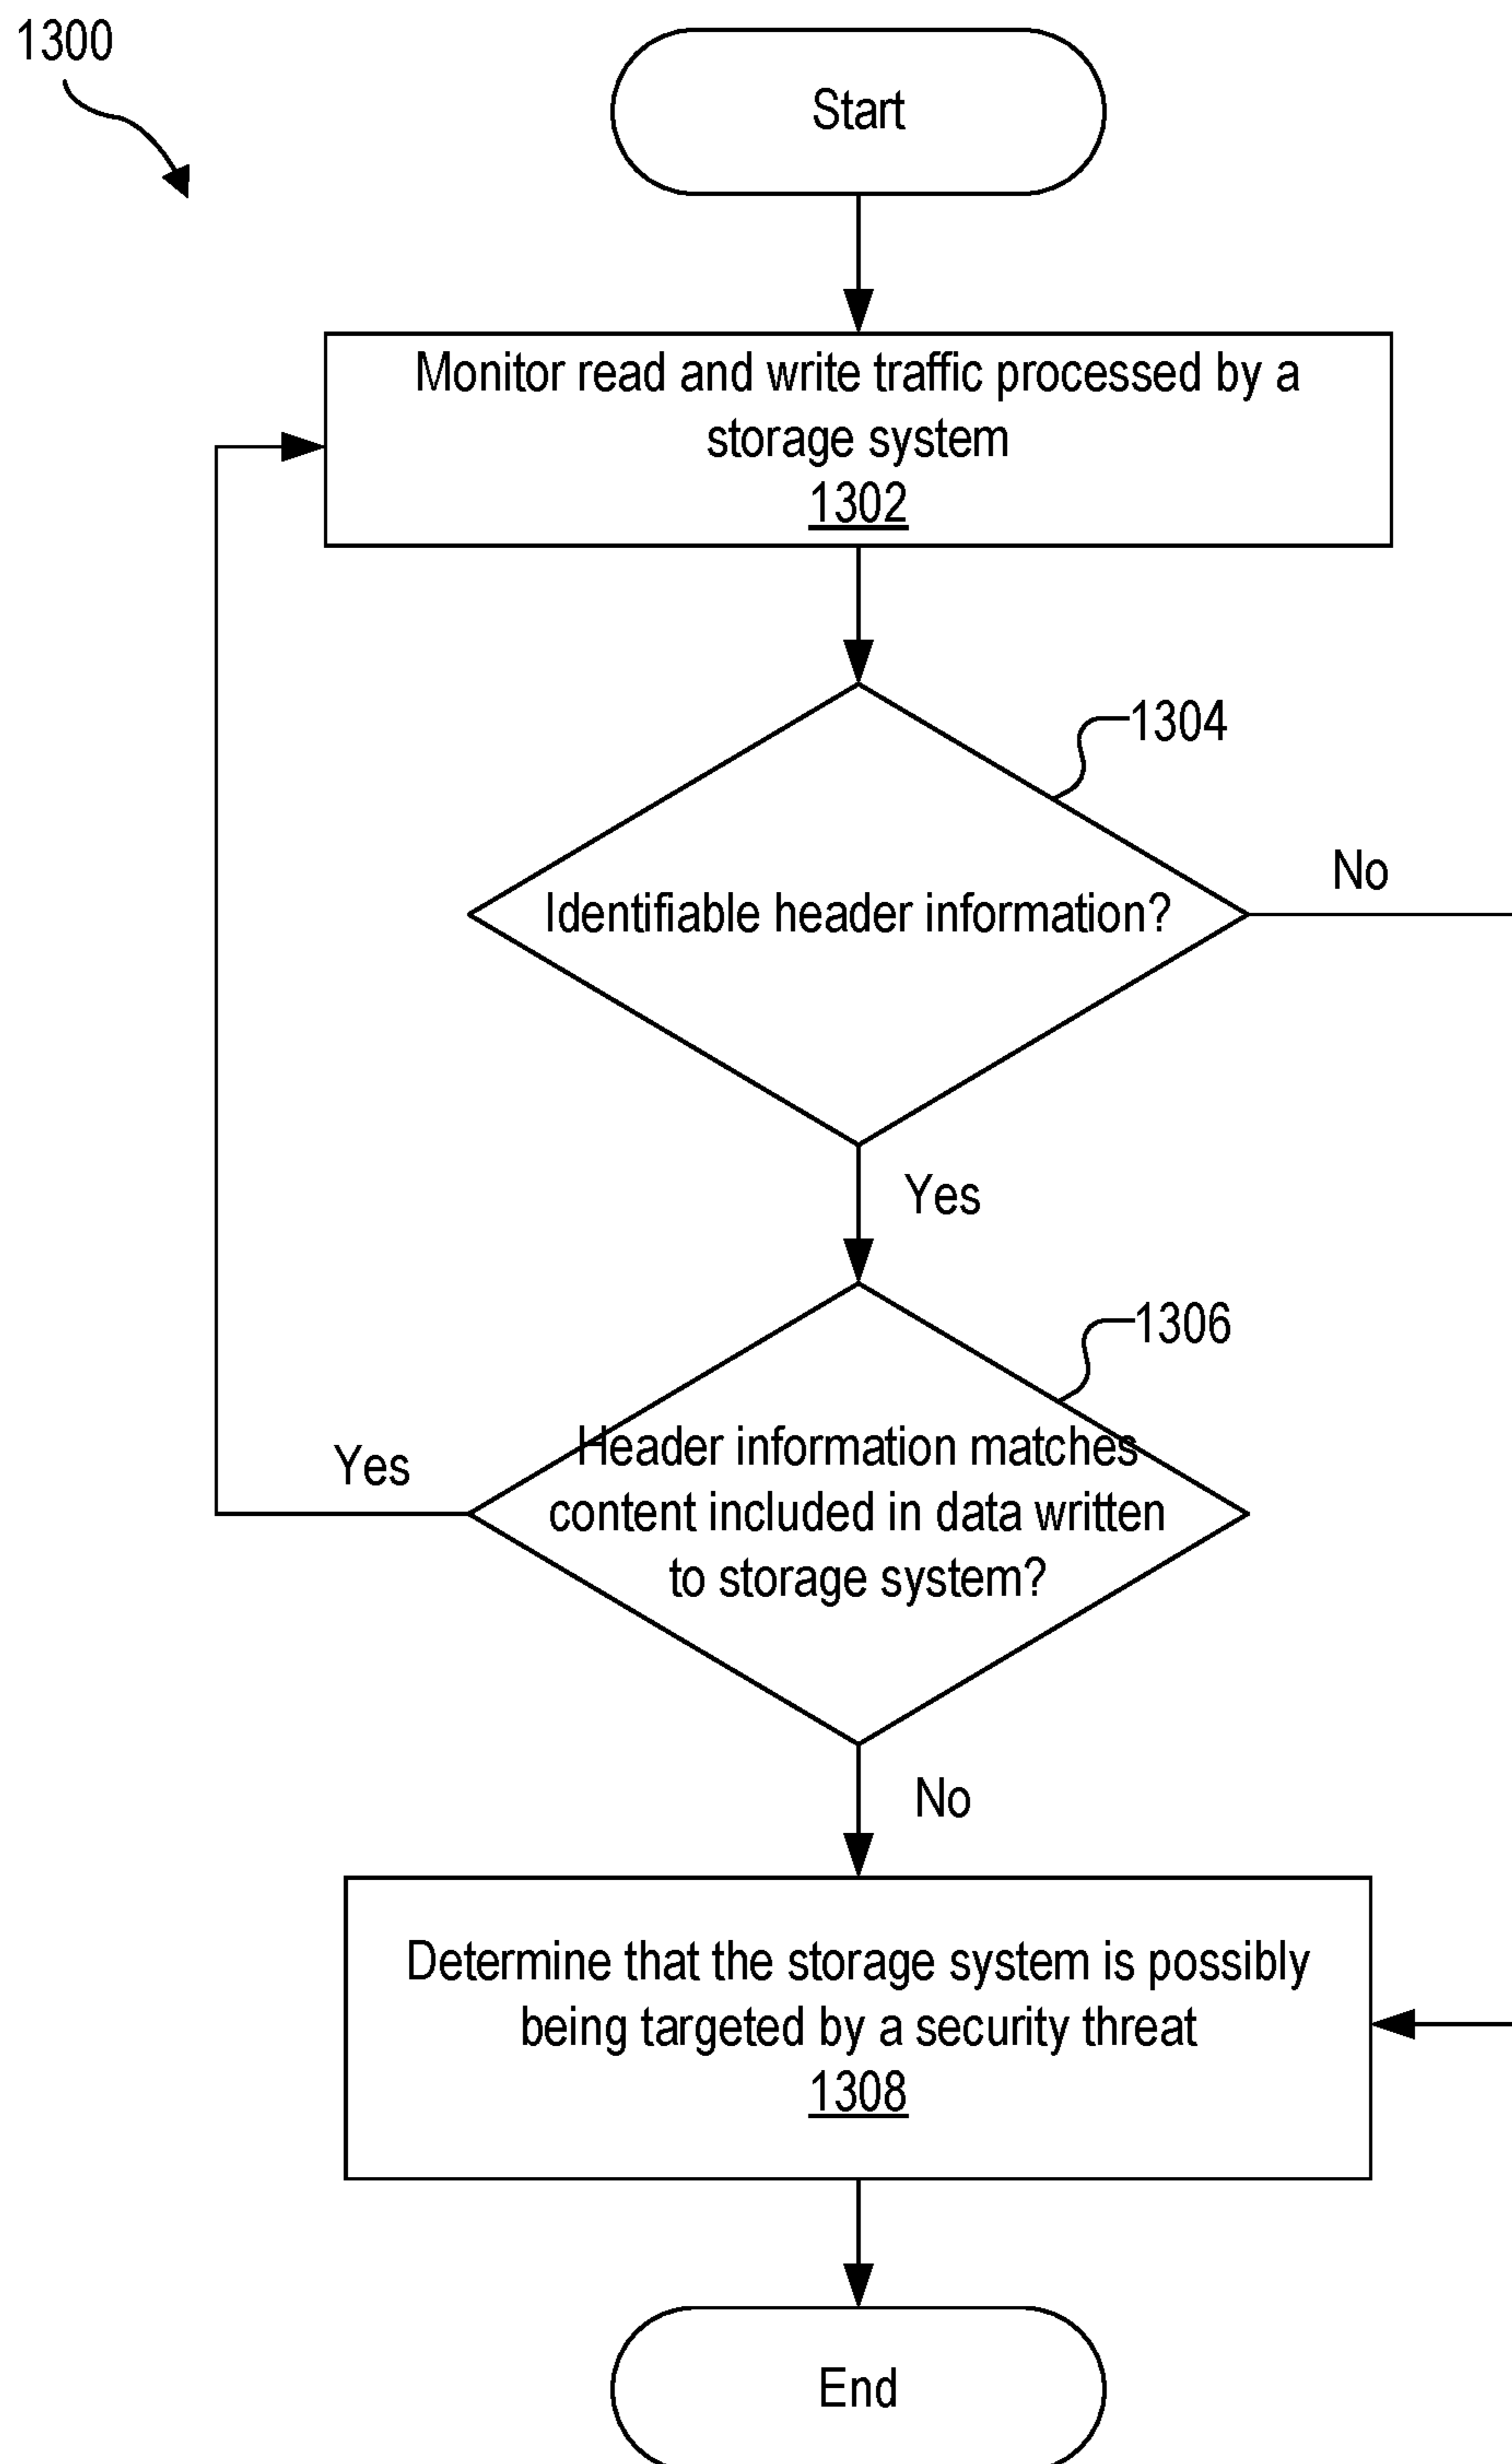 1300
Start
Monitor read and write traffic processed by a
storage system
1302
1304
Identifiable header information?
No
Yes
1306
Header information matches
content included in data written
to storage system?
Yes
No
Determine that the storage system is possibly
being targeted by a security threat
1308
End